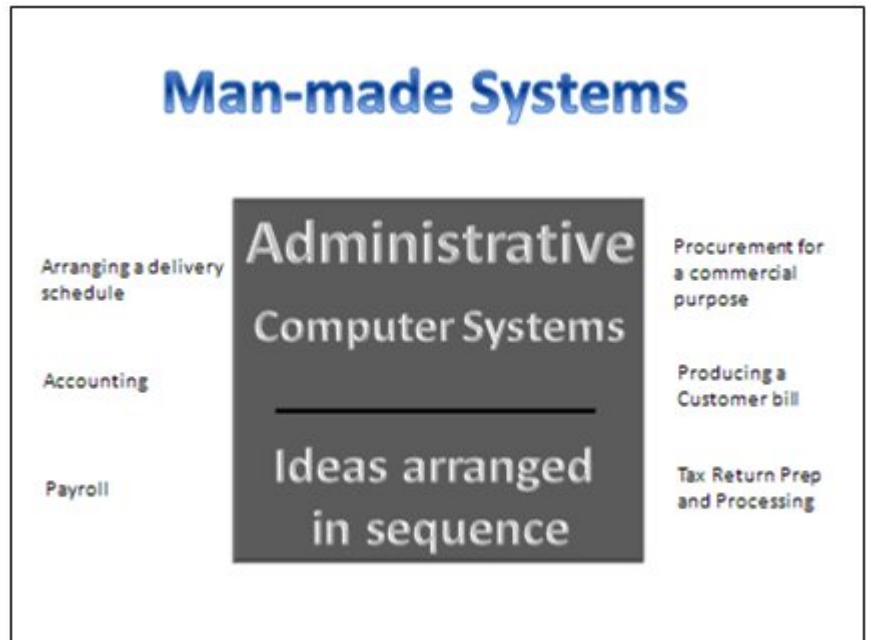 Man-made Systems
Arranging a delivery
schedule
Accounting
Payroll
Administrative
Computer Systems
Ideas arranged
in sequence
Procurement for
a commercial
purpose
Producing a
Customer bill
Tax Return Prep
and Processing